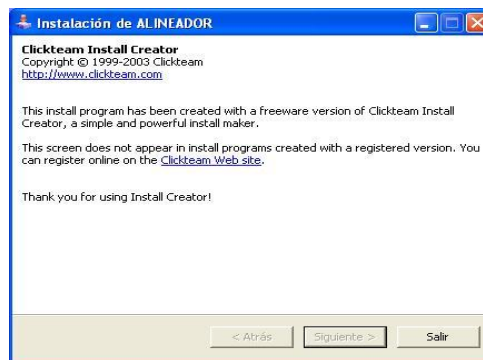 Instalación de ALINEADOR
Clickteam Install Creator
Copyright © 1999-2003 Clickteam
http://www.clickteam.com
This install program has been created with a freeware version of Clickteam Install
Creator, a simple and powerful install maker.
This screen does not appear in install programs created with a registered version. You
can register online on the Clickteam Web site.
Thank you for using Install Creator!
< Atrás
Siguiente >
Salir